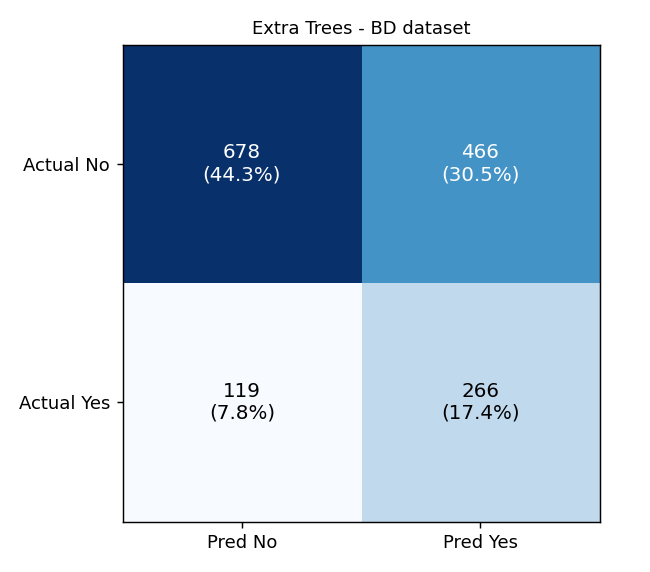 Extra Trees - BD dataset
Actual No
678
(44.3%)
466
(30.5%)
Actual Yes
119
(7.8%)
266
(17.4%)
Pred No
Pred Yes